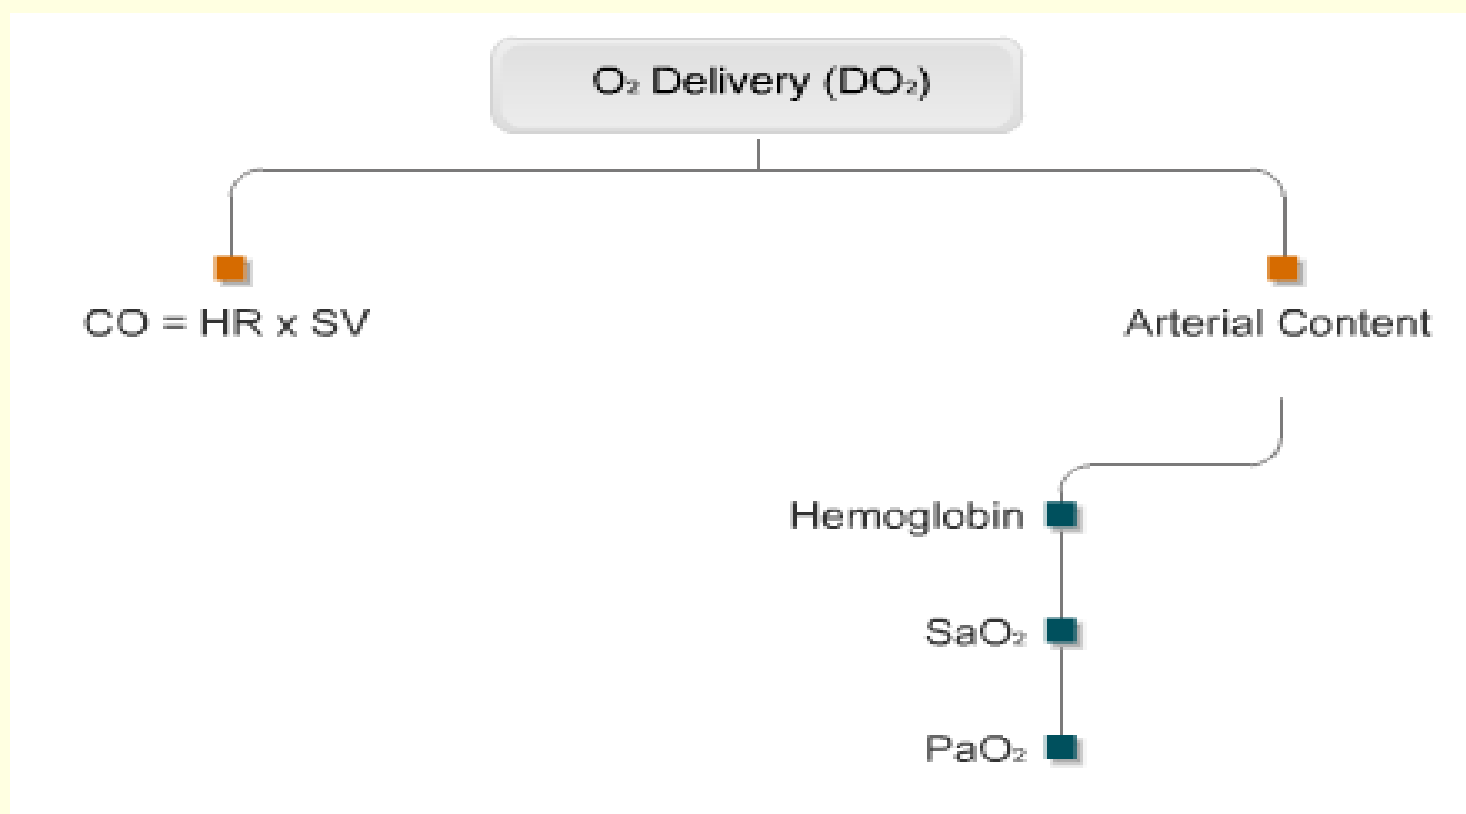 O₂ Delivery (DO₂)
CO = HR x SV
Arterial Content
Hemoglobin
SaO₂
PaO₂